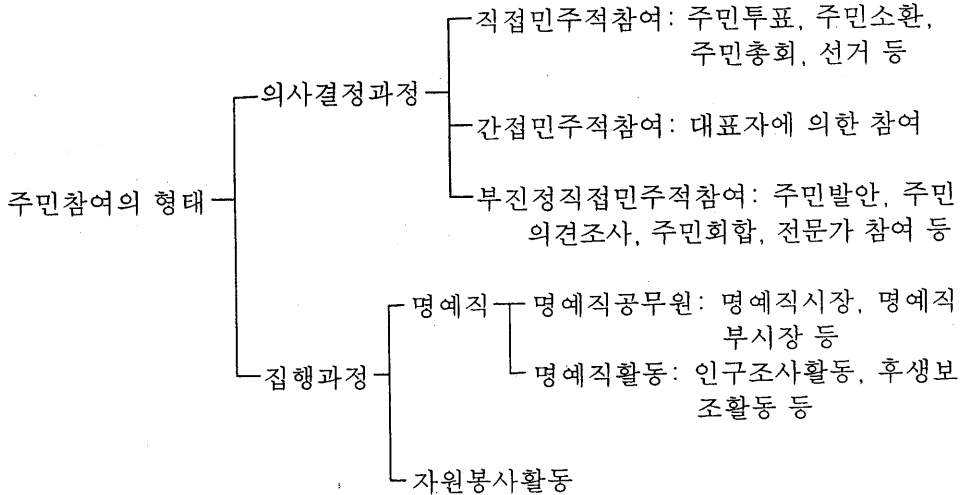 직접민주적참여: 주민투표, 주민소환,
주민총회, 선거 등
의사결정과정
간접민주적참여: 대표자에 의한 참여
주민참여의 형태
부진정직접민주적참여: 주민발안, 주민
의견조사, 주민회합, 전문가 참여 등
명예직
명예직공무원: 명예직시장, 명예직
부시장 등
집행과정
명예직활동: 인구조사활동, 후생보
조활동 등
자원봉사활동